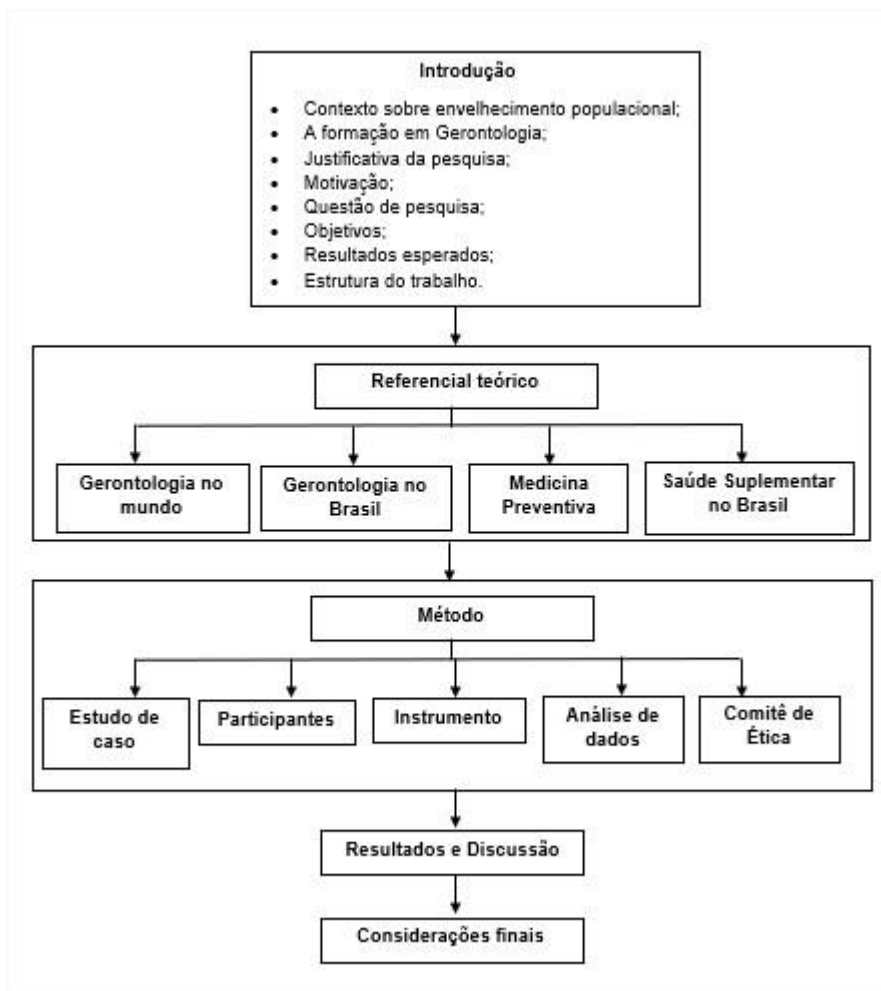 Introdução
• Contexto sobre envelhecimento populacional;
• A formação em Gerontologia;
• Justificativa da pesquisa;
• Motivação;
• Questão de pesquisa;
• Objetivos;
• Resultados esperados;
• Estrutura do trabalho.
Referencial teórico
Gerontologia no
mundo
Gerontologia no
Brasil
Medicina
Preventiva
Saúde Suplementar
no Brasil
Método
Estudo de
caso
Participantes
Instrumento
Análise de
dados
Comitê de
Ética
Resultados e Discussão
Considerações finais